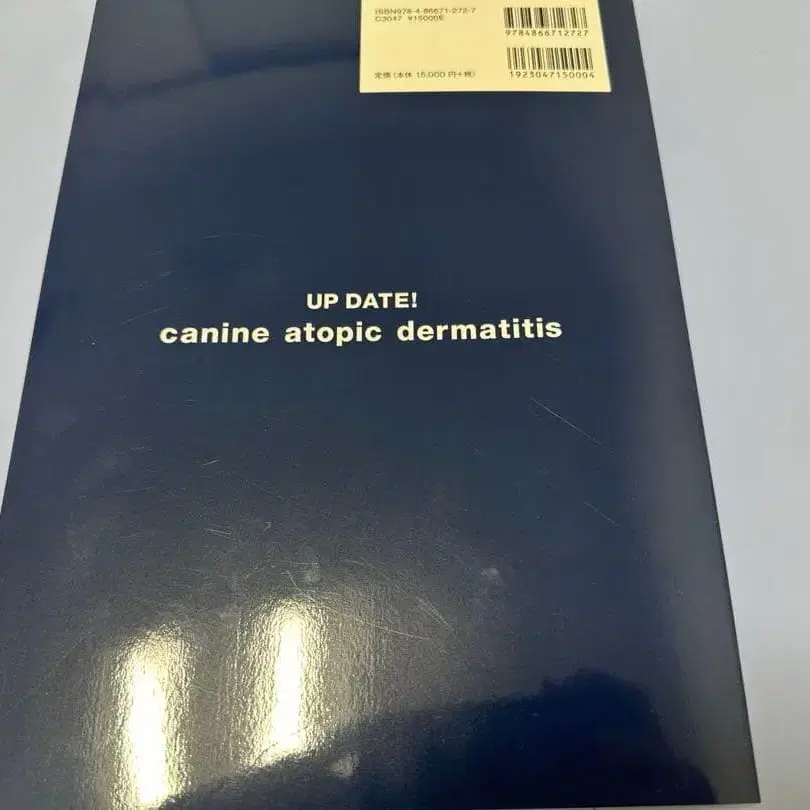 ISBN978-4-86671-272-7
C3047 ¥15000E
9784866712727
定価(本体 15,000 円+税)
1923047150004
UP DATE!
canine atopic dermatitis